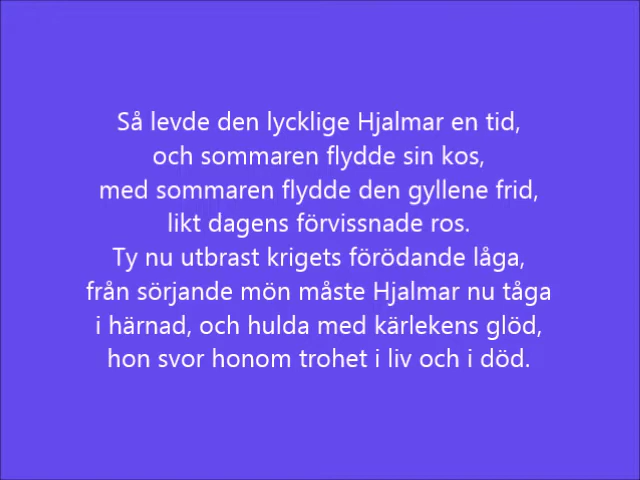 Så levde den lycklige Hjalmar en tid,
och sommaren flydde sin kos,
med sommaren flydde den gyllene frid,
likt dagens förvissnade ros.
Ty nu utbrast krigets förödande låga,
från sörjande mön måste Hjalmar nu tåga
i härnad, och hulda med kärlekens glöd,
hon svor honom trohet i liv och i död.